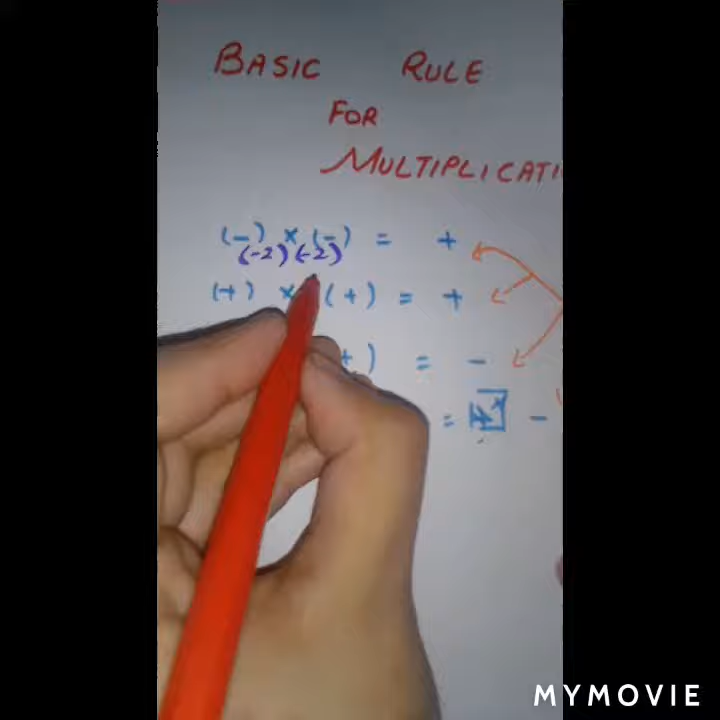 BASIC RULE
FOR
MULTIPLICATI
(-) × (-) = +
(-2) (-2)
(+) × (+) = +
+) = -
= -
MYMOVIE